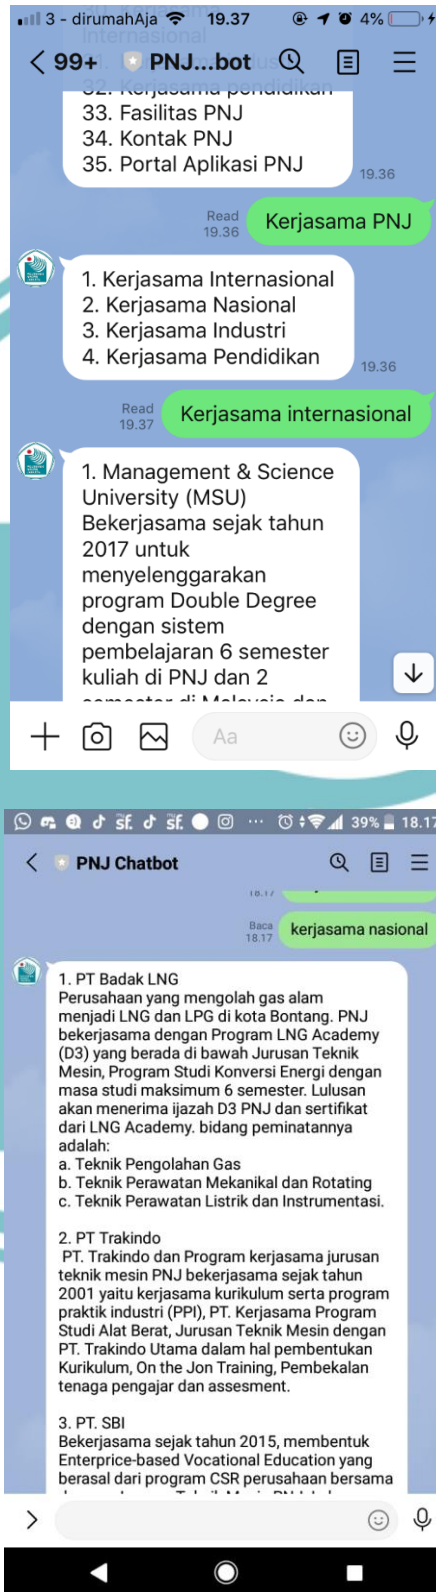 3 - dirumahAja 19.37 4%
Internasional
99+ PNJ...bot
32. Kerjasama pendidikan
33. Fasilitas PNJ
34. Kontak PNJ
35. Portal Aplikasi PNJ
19.36
Read
19.36
Kerjasama PNJ
1. Kerjasama Internasional
2. Kerjasama Nasional
3. Kerjasama Industri
4. Kerjasama Pendidikan
19.36
Read
19.37
Kerjasama internasional
1. Management & Science
University (MSU)
Bekerjasama sejak tahun
2017 untuk
menyelenggarakan
program Double Degree
dengan sistem
pembelajaran 6 semester
kuliah di PNJ dan 2
semester di Malaysia dan
Aa
39% 18.17
PNJ Chatbot
18.17
Baca
18.17
kerjasama nasional
1. PT Badak LNG
Perusahaan yang mengolah gas alam
menjadi LNG dan LPG di kota Bontang. PNJ
bekerjasama dengan Program LNG Academy
(D3) yang berada di bawah Jurusan Teknik
Mesin, Program Studi Konversi Energi dengan
masa studi maksimum 6 semester. Lulusan
akan menerima ijazah D3 PNJ dan sertifikat
dari LNG Academy. bidang peminatannya
adalah:
a. Teknik Pengolahan Gas
b. Teknik Perawatan Mekanikal dan Rotating
c. Teknik Perawatan Listrik dan Instrumentasi.
2. PT Trakindo
PT. Trakindo dan Program kerjasama jurusan
teknik mesin PNJ bekerjasama sejak tahun
2001 yaitu kerjasama kurikulum serta program
praktik industri (PPI), PT. Kerjasama Program
Studi Alat Berat, Jurusan Teknik Mesin dengan
PT. Trakindo Utama dalam hal pembentukan
Kurikulum, On the Jon Training, Pembekalan
tenaga pengajar dan assesment.
3. PT. SBI
Bekerjasama sejak tahun 2015, membentuk
Enterprice-based Vocational Education yang
berasal dari program CSR perusahaan bersama